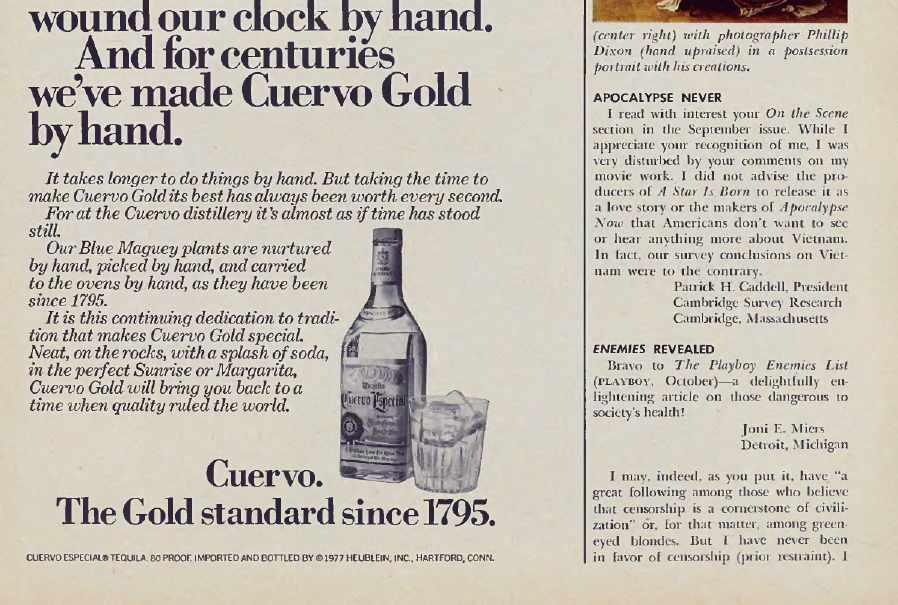 wound our clock by hand.
And for centuries
we've made Cuervo Gold
by hand.
It takes longer to do things by hand. But taking the time to
make Cuervo Gold its best has always been worth every second.
For at the Cuervo distillery it's almost as if time has stood
still.
Our Blue Maguey plants are nurtured
by hand, picked by hand, and carried
to the ovens by hand, as they have been
since 1795.
It is this continuing dedication to tradi-
tion that makes Cuervo Gold special.
Neat, on the rocks, with a splash of soda,
in the perfect Sunrise or Margarita,
Cuervo Gold will bring you back to a
time when quality ruled the world.
Tequila
Cuervo Especial
Cuervo.
The Gold standard since 1795.
CUERVO ESPECIAL® TEQUILA. 80 PROOF. IMPORTED AND BOTTLED BY © 1977 HEUBLEIN, INC., HARTFORD, CONN.
(center right) with photographer Phillip
Dixon (hand upraised) in a postsession
portrait with his creations.
APOCALYPSE NEVER
I read with interest your On the Scene
section in the September issue. While I
appreciate your recognition of me, I was
very disturbed by your comments on my
movie work. I did not advise the pro-
ducers of A Star Is Born to release it as
a love story or the makers of Apocalypse
Now that Americans don't want to see
or hear anything more about Vietnam.
In fact, our survey conclusions on Viet-
nam were to the contrary.
Patrick H. Caddell, President
Cambridge Survey Research
Cambridge, Massachusetts
ENEMIES REVEALED
Bravo to The Playboy Enemies List
(PLAYBOY, October)—a delightfully en-
lightening article on those dangerous to
society's health!
Joni E. Miers
Detroit, Michigan
I may, indeed, as you put it, have "a
great following among those who believe
that censorship is a cornerstone of civili-
zation" or, for that matter, among green-
eyed blondes. But I have never been
in favor of censorship (prior restraint). I